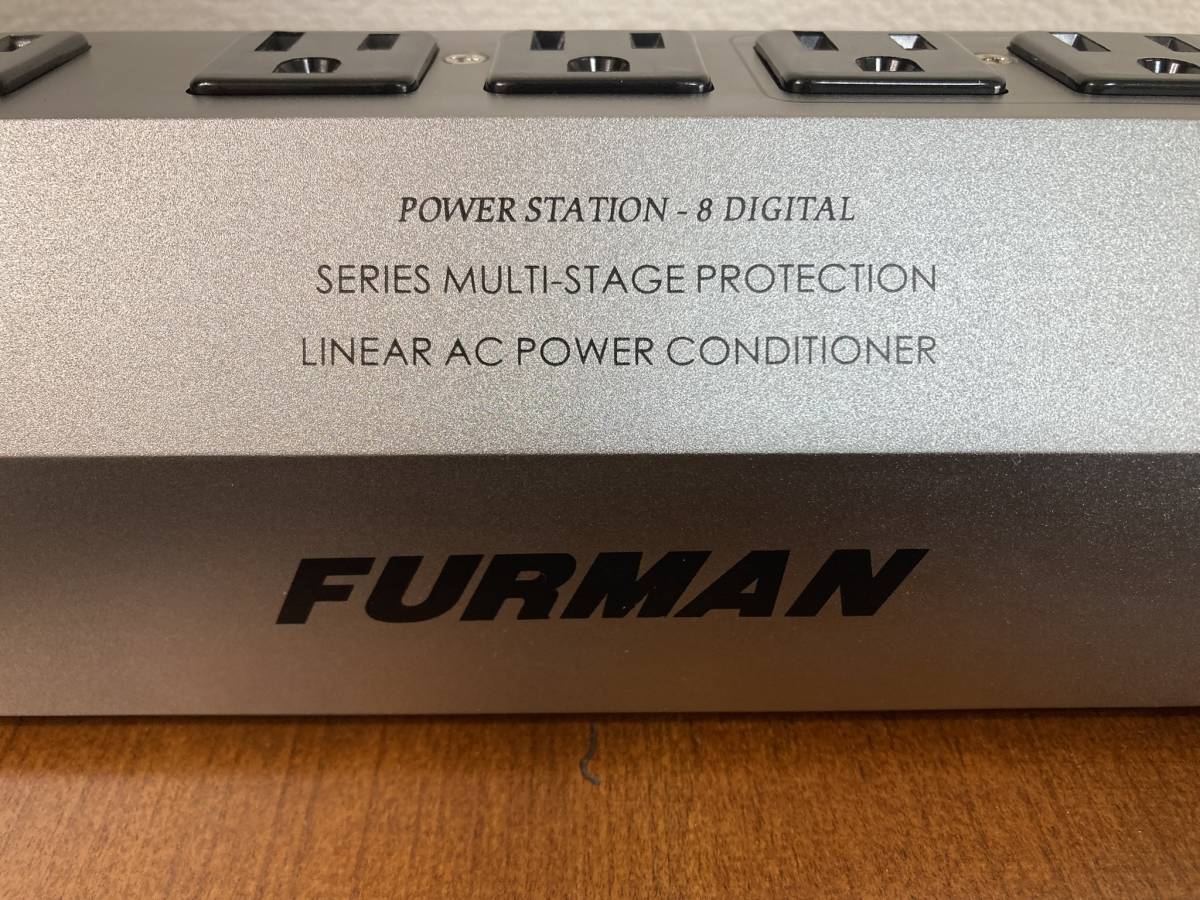 POWER STATION - 8 DIGITAL
SERIES MULTI-STAGE PROTECTION
LINEAR AC POWER CONDITIONER
FURMAN